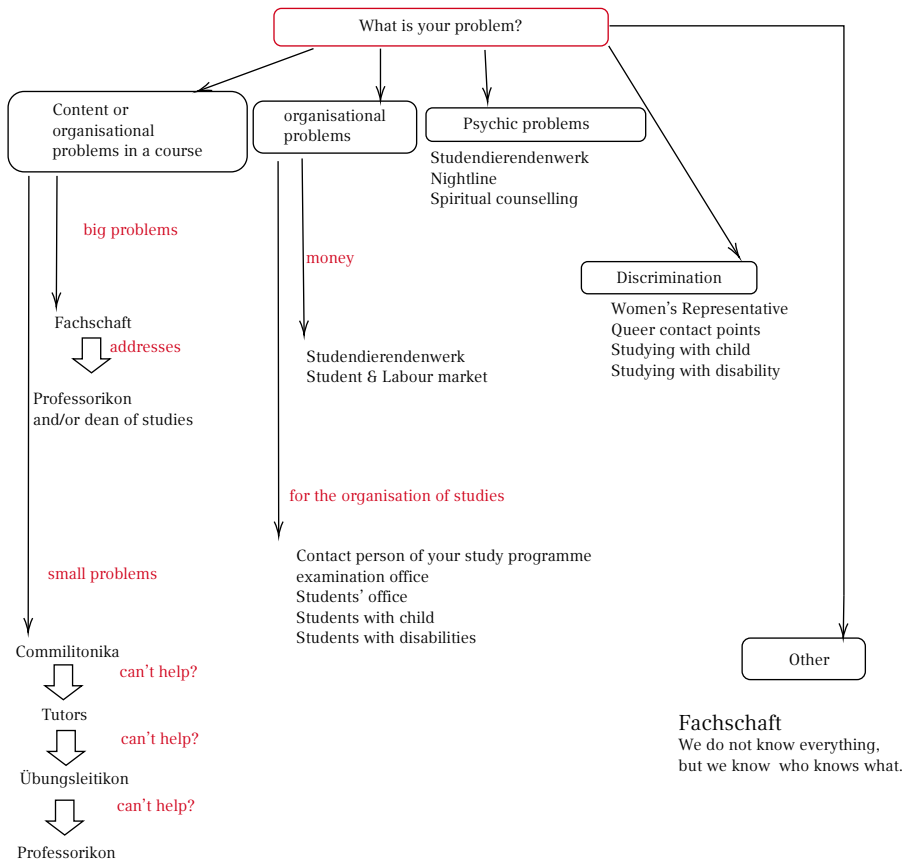 What is your problem?
Content or
organisational
problems in a course
organisational
problems
Psychic problems
Studendierendenwerk
Nightline
Spiritual counselling
big problems
money
Discrimination
Women's Representative
Queer contact points
Studying with child
Studying with disability
Fachschaft
addresses
Professorikon
and/or dean of studies
Studendierendenwerk
Student & Labour market
for the organisation of studies
Contact person of your study programme
examination office
Students' office
Students with child
Students with disabilities
small problems
Commilitonika
can't help?
Tutors
can't help?
Übungsleitikon
can't help?
Professorikon
Other
Fachschaft
We do not know everything,
but we know who knows what.